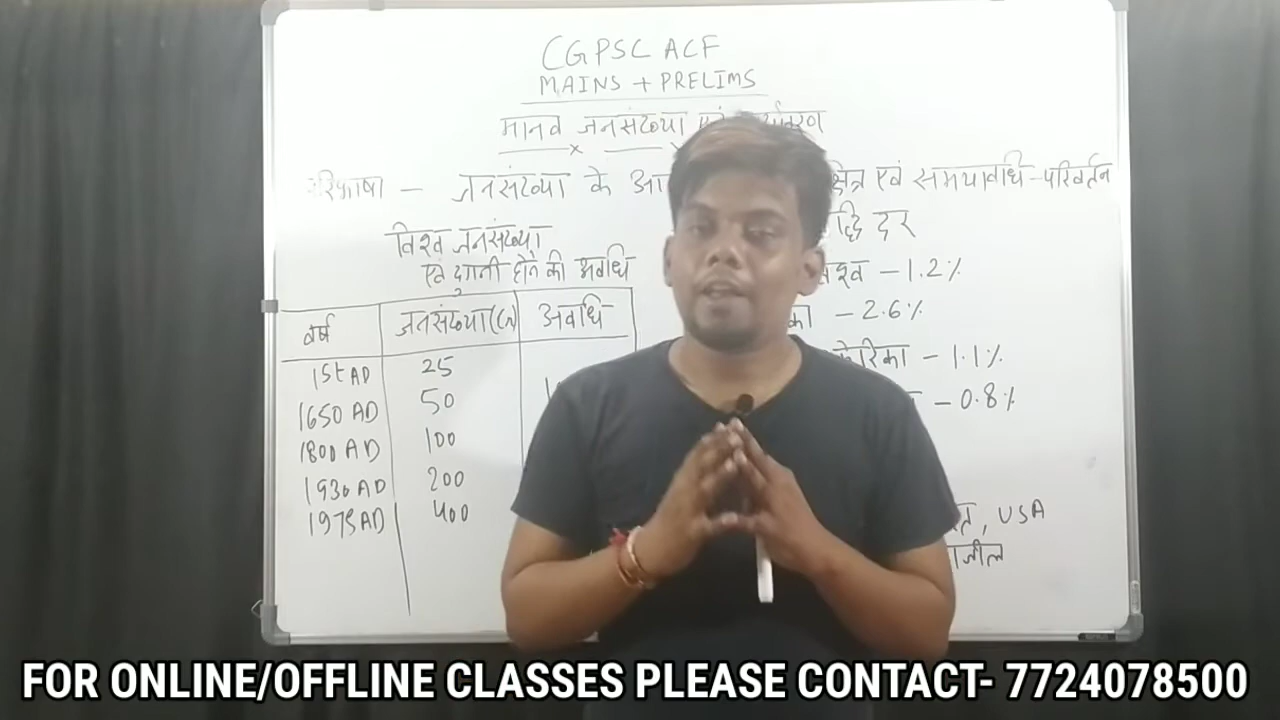 CGPSC ACF
MAINS + PRELIMS
मानव जनसंख्या एवं
परिभाषा - जनसंख्या के आ क्षेत्र एवं समयावधि-परिवर्तन
दर
विश्व जनसंख्या
एवं दुगनी होने की अवधि
वर्ष जनसंख्या(Cr) अवधि
1st AD 25
1650 AD 50
1800 AD 100
1930 AD 200
1975 AD 400
- 1.2%
- 2.6%
- 1.1%
- 0.8%
, USA
FOR ONLINE/OFFLINE CLASSES PLEASE CONTACT- 7724078500